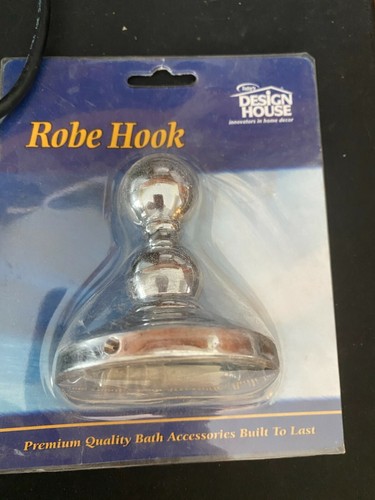 DESIGN
HOUSE
innovators in home decor
Robe Hook
Premium Quality Bath Accessories Built To Last